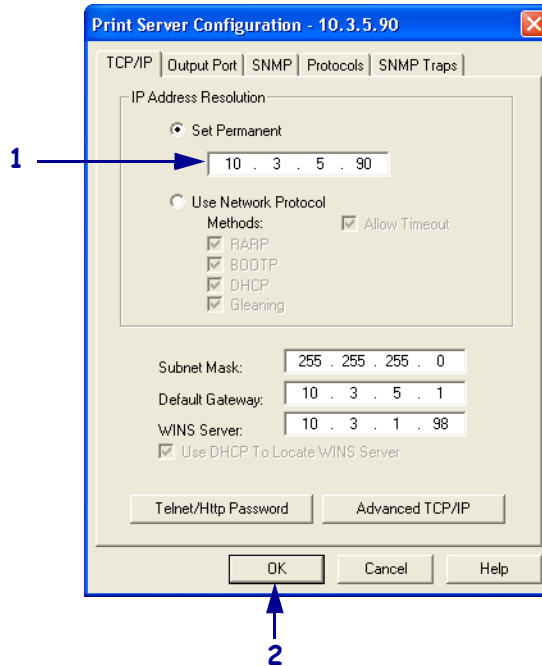 Print Server Configuration - 10.3.5.90
TCP/IP Output Port SNMP Protocols SNMP Traps
IP Address Resolution
Set Permanent
1
10 . 3 . 5 . 90
Use Network Protocol
Methods: Allow Timeout
RARP
BOOTP
DHCP
Gleaning
Subnet Mask: 255 . 255 . 255 . 0
Default Gateway: 10 . 3 . 5 . 1
WINS Server: 10 . 3 . 1 . 98
Use DHCP To Locate WINS Server
Telnet/Http Password Advanced TCP/IP
OK Cancel Help
2